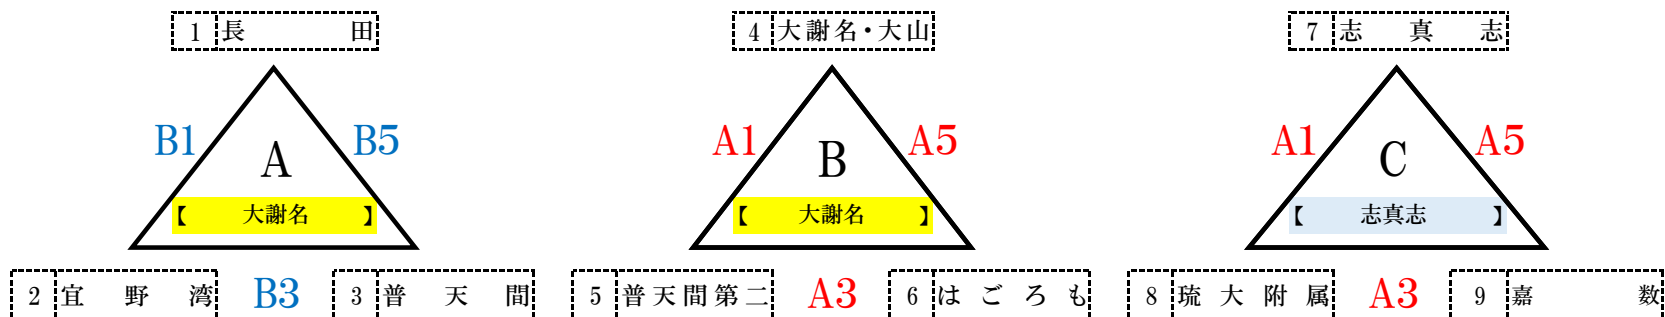 1 長田 4 大謝名・大山 7 志真志
B1 B5 A1 A5 A1 A5
A B C
【 大謝名 】 【 大謝名 】 【 志真志 】
2 宜野湾 B3 3 普天間 5 普天間第二 A3 6 はごろも 8 琉大附属 A3 9 嘉数